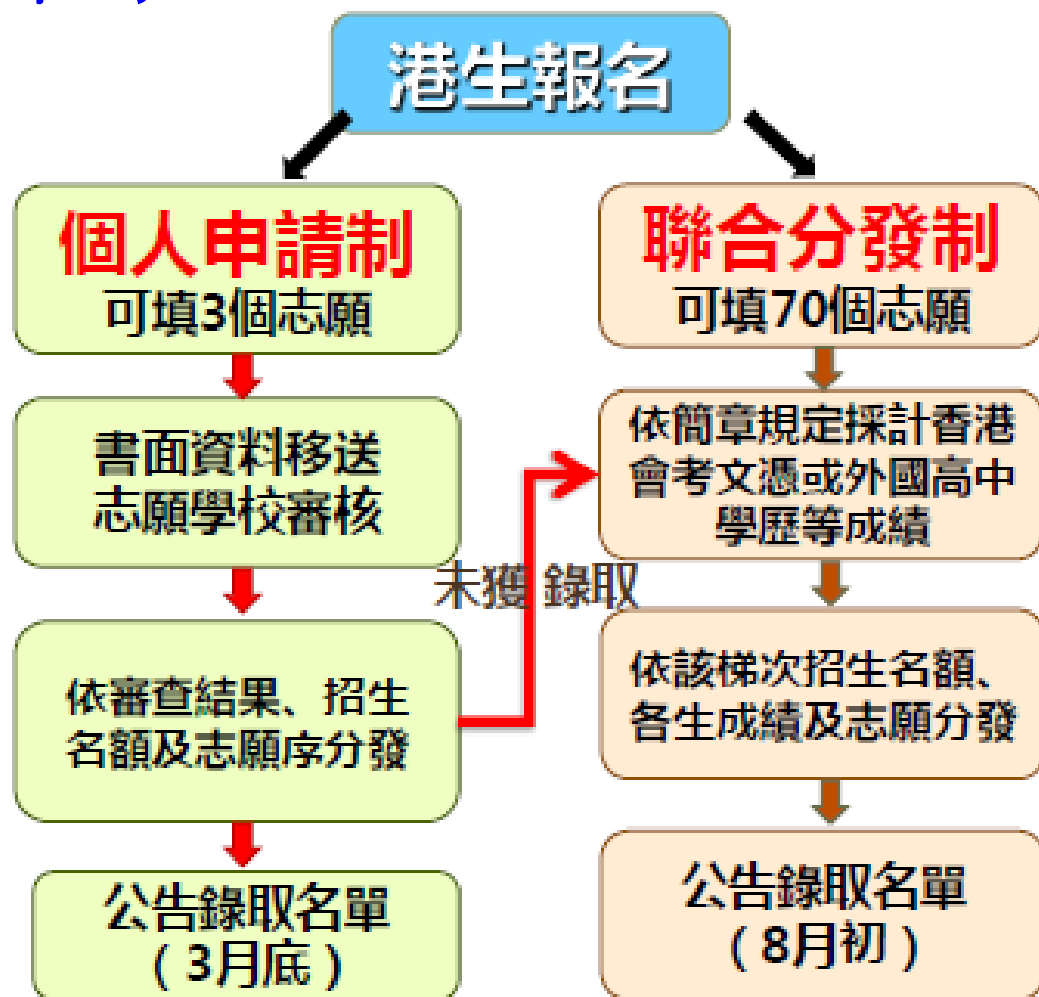 港生報名
個人申請制
可填3個志願
書面資料移送
志願學校審核
依審查結果、招生
名額及志願序分發
公告錄取名單
(3月底)
未獲 錄取
聯合分發制
可填70個志願
依簡章規定採計香港
會考文憑或外國高中
學歷等成績
依該梯次招生名額、
各生成績及志願分發
公告錄取名單
(8月初)